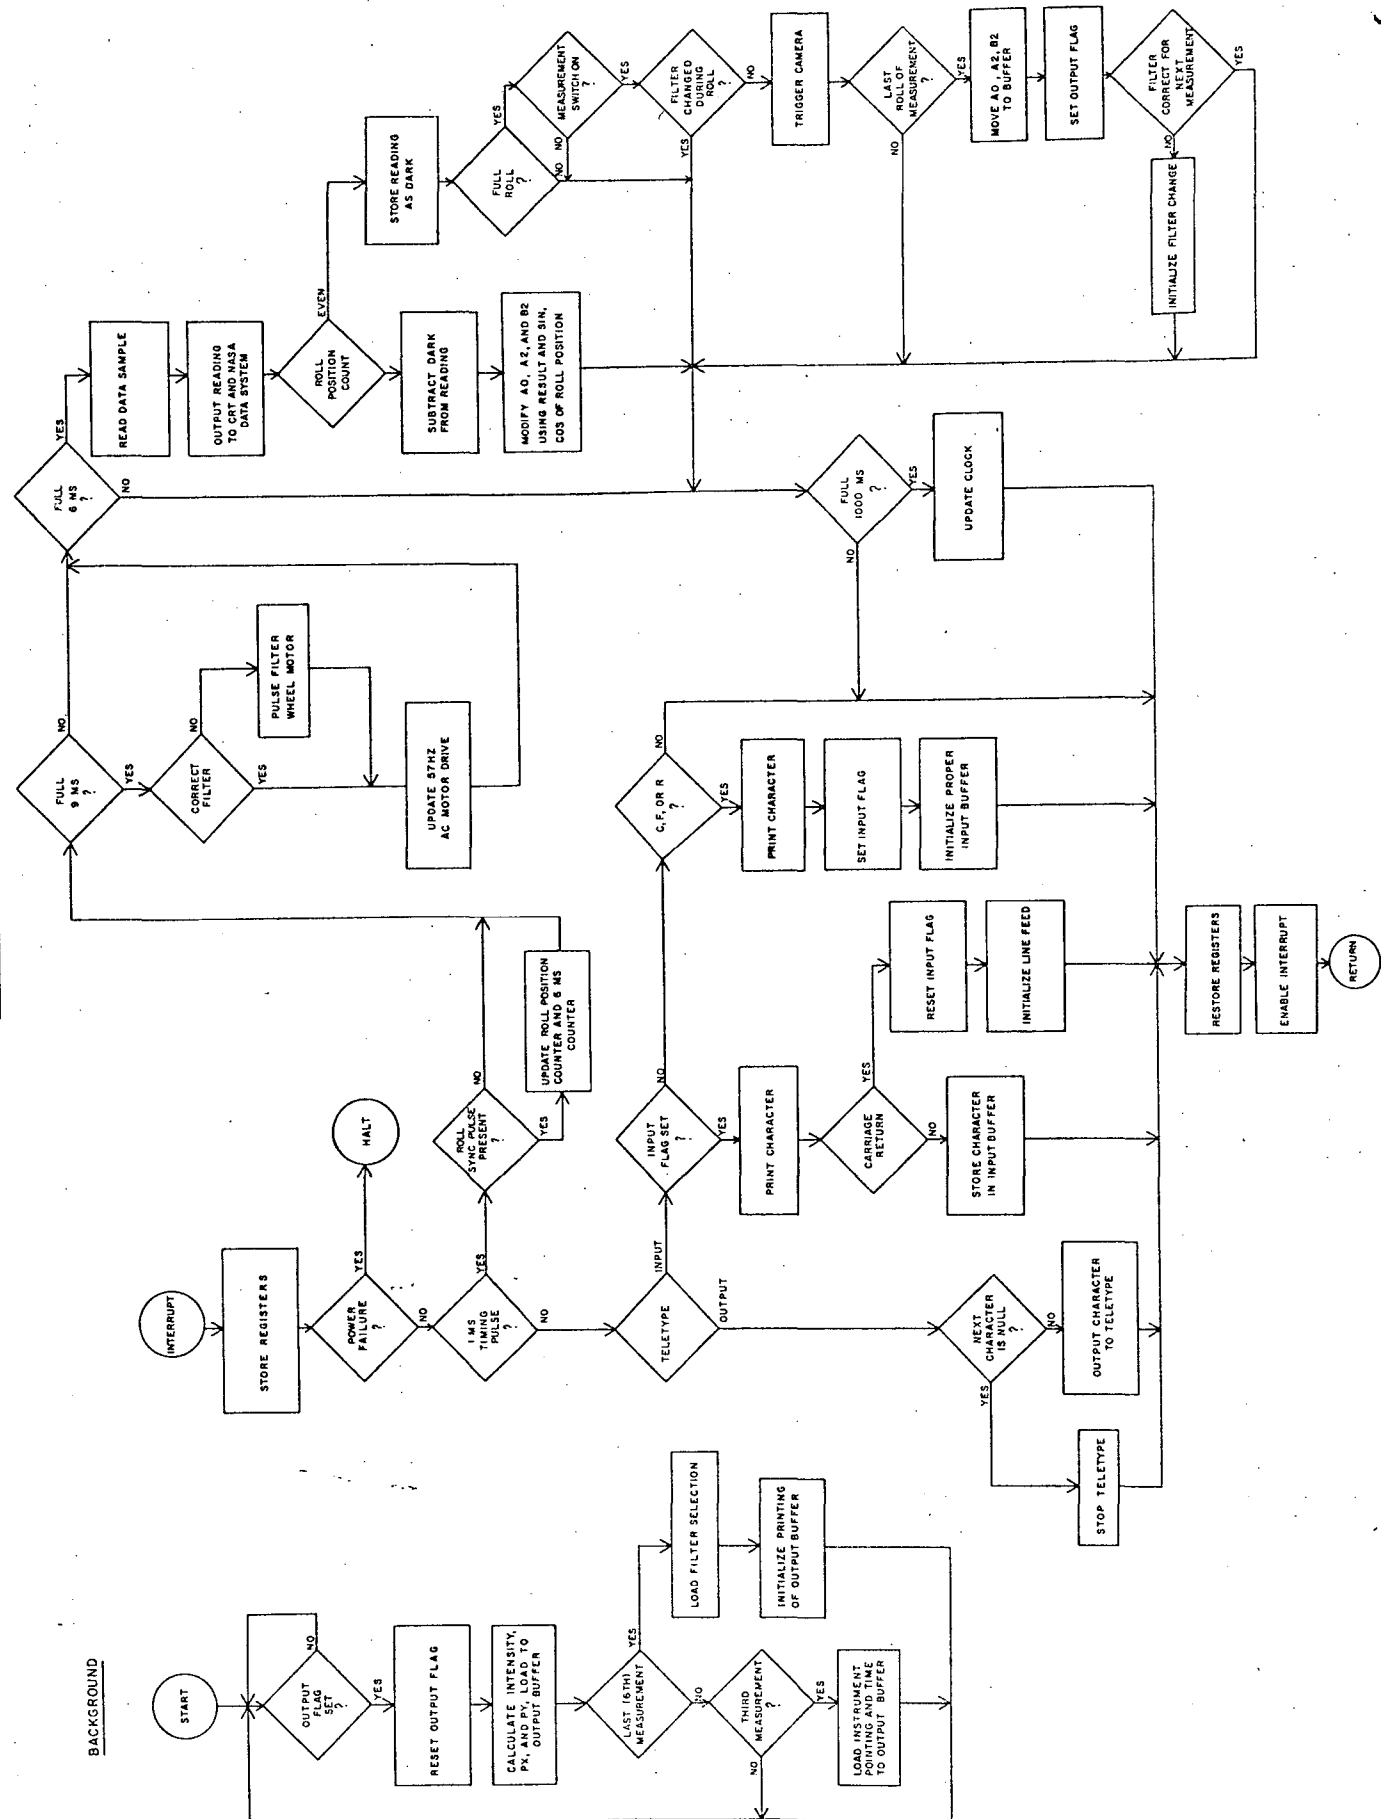 BACKGROUND
START
OUTPUT
FLAG
SET
?
NO
YES
RESET OUTPUT FLAG
CALCULATE INTENSITY,
PX, AND PY, LOAD TO
OUTPUT BUFFER
LAST (6TH)
MEASUREMENT
YES
NO
LOAD FILTER SELECTION
INITIALIZE PRINTING
OF OUTPUT BUFFER
THIRD
MEASUREMENT
?
NO
YES
LOAD INSTRUMENT
POINTING AND TIME
TO OUTPUT BUFFER
INTERRUPT
STORE REGISTERS
POWER
FAILURE
?
YES
HALT
NO
1 MS
TIMING
PULSE
?
YES
NO
ROLL
SYNC PULSE
PRESENT
?
NO
YES
UPDATE ROLL POSITION
COUNTER AND 6 MS
COUNTER
TELETYPE
INPUT
OUTPUT
NEXT
CHARACTER
IS NULL
?
YES
NO
STOP TELETYPE
OUTPUT CHARACTER
TO TELETYPE
INPUT
FLAG SET
?
NO
YES
PRINT CHARACTER
CARRIAGE
RETURN
YES
NO
STORE CHARACTER
IN INPUT BUFFER
RESET INPUT FLAG
INITIALIZE LINE FEED
C, F, OR R
?
NO
YES
PRINT CHARACTER
SET INPUT FLAG
INITIALIZE PROPER
INPUT BUFFER
RESTORE REGISTERS
ENABLE INTERRUPT
RETURN
FULL
9 MS
?
NO
YES
CORRECT
FILTER
NO
YES
PULSE FILTER
WHEEL MOTOR
UPDATE 57HZ
AC MOTOR DRIVE
FULL
6 MS
?
YES
NO
READ DATA SAMPLE
OUTPUT READING
TO CRT AND NASA
DATA SYSTEM
ROLL
POSITION
COUNT
EVEN
SUBTRACT DARK
FROM READING
MODIFY A0, A2, AND B2
USING RESULT AND SIN,
COS OF ROLL POSITION
STORE READING
AS DARK
FULL
ROLL
?
YES
NO
MEASUREMENT
SWITCH ON
?
NO
YES
FILTER
CHANGED
DURING
ROLL
?
YES
NO
TRIGGER CAMERA
LAST
ROLL OF
MEASUREMENT
?
NO
YES
MOVE A0, A2, B2
TO BUFFER
SET OUTPUT FLAG
FILTER
CORRECT FOR
NEXT
MEASUREMENT
?
NO
YES
INITIALIZE FILTER CHANGE
FULL
1000 MS
?
NO
YES
UPDATE CLOCK